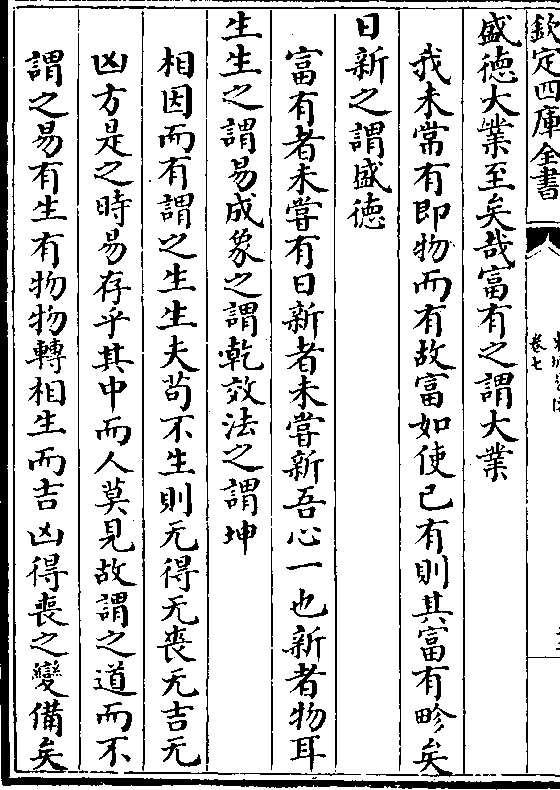 欽定四庫全書
卷七
盛徳大業至矣哉富有之謂大業
我未嘗有即物而有故富如使已有則其富有畛矣
日新之謂盛徳
富有者未嘗有日新者未嘗新吾心一也新者物耳
生生之謂易成象之謂乾效法之謂坤
相因而有謂之生生夫苟不生則无得无喪无吉无
凶方是之時易存乎其中而人莫見故謂之道而不
謂之易有生有物物轉相生而吉凶得喪之變備矣